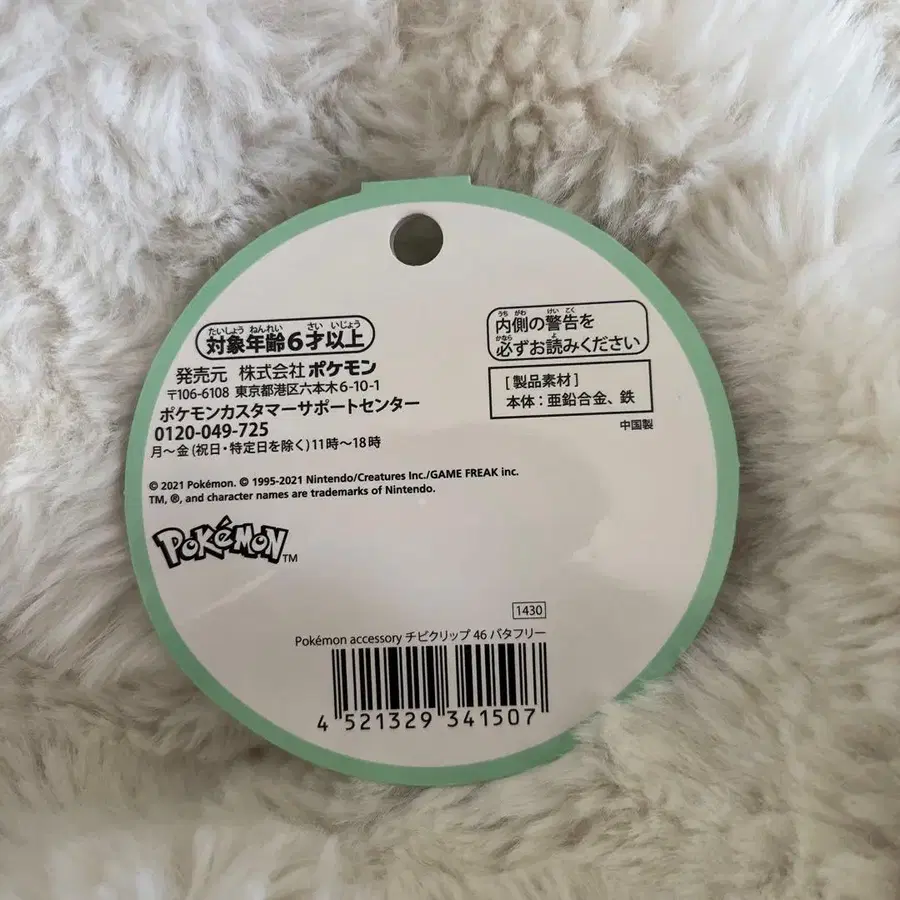 たいしょう ねんれい さい いじょう
対象年齢6才以上
発売元 株式会社 ポケモン
〒106-6108 東京都港区六本木6-10-1
ポケモンカスタマーサポートセンター
0120-049-725
月〜金 (祝日・特定日を除く) 11時〜18時
うち がわ けい こく
内側の警告を
かなら よ
必ずお読みください
[製品素材]
本体：亜鉛合金、鉄
中国製
© 2021 Pokémon. © 1995-2021 Nintendo/Creatures Inc./GAME FREAK inc.
TM, ®, and character names are trademarks of Nintendo.
POKéMON TM
1430
Pokémon accessory チビクリップ 46 バタフリー
4 521329 341507